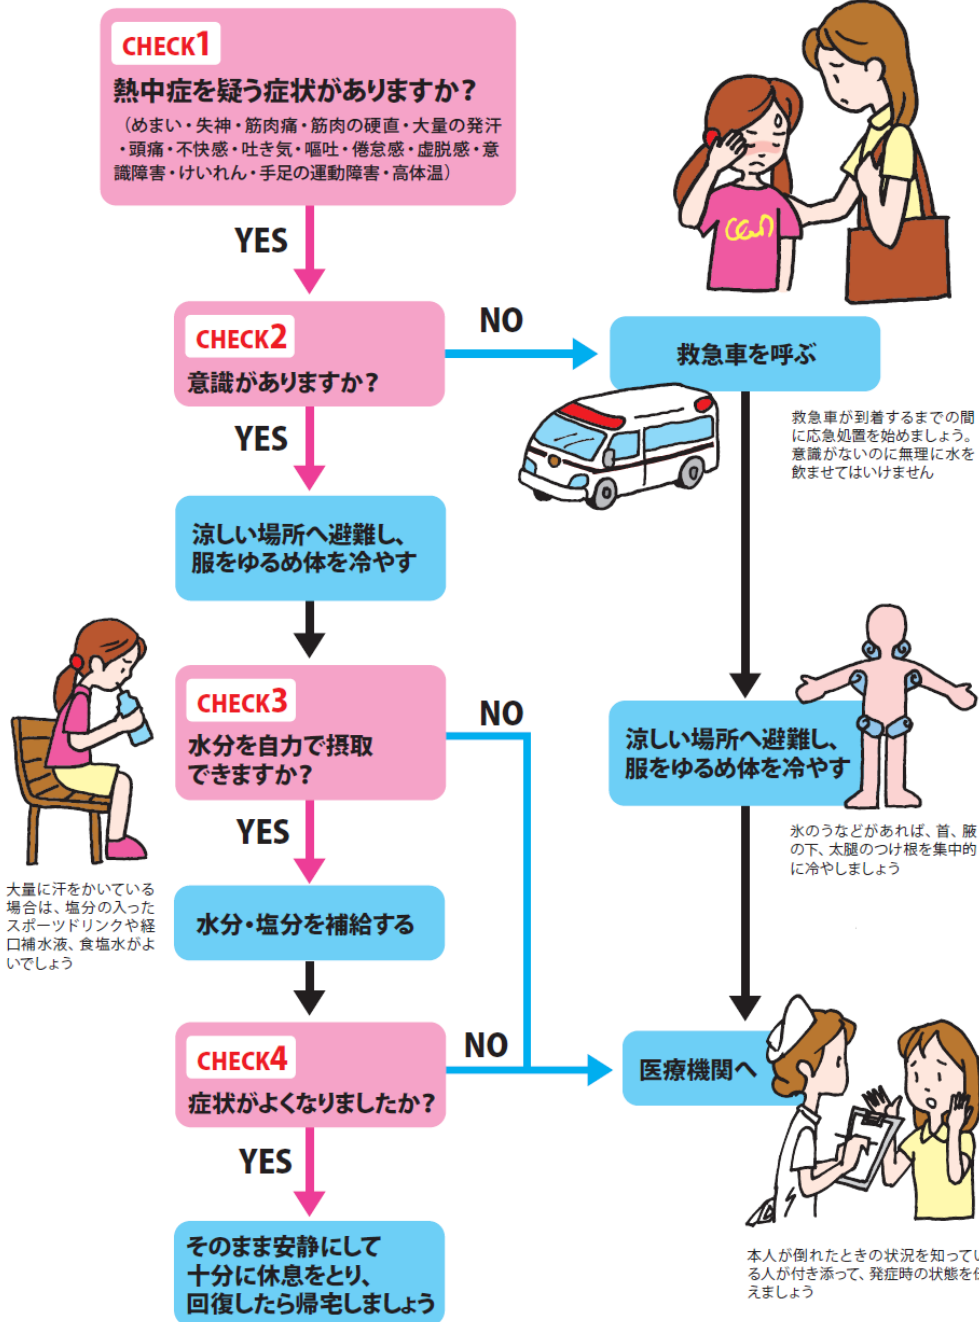 CHECK1
熱中症を疑う症状がありますか？
（めまい・失神・筋肉痛・筋肉の硬直・大量の発汗
・頭痛・不快感・吐き気・嘔吐・倦怠感・虚脱感・意
識障害・けいれん・手足の運動障害・高体温）
YES
CHECK2
意識がありますか？
NO
救急車を呼ぶ
救急車が到着するまでの間
に応急処置を始めましょう。
意識がないのに無理に水を
飲ませてはいけません
YES
涼しい場所へ避難し、
服をゆるめ体を冷やす
CHECK3
水分を自力で摂取
できますか？
NO
涼しい場所へ避難し、
服をゆるめ体を冷やす
氷のうなどがあれば、首、腋
の下、太腿のつけ根を集中的
に冷やしましょう
YES
大量に汗をかいている
場合は、塩分の入った
スポーツドリンクや経
口補水液、食塩水がよ
いでしょう
水分・塩分を補給する
CHECK4
症状がよくなりましたか？
NO
医療機関へ
YES
そのまま安静にして
十分に休息をとり、
回復したら帰宅しましょう
本人が倒れたときの状況を知ってい
る人が付き添って、発症時の状態を
えましょう